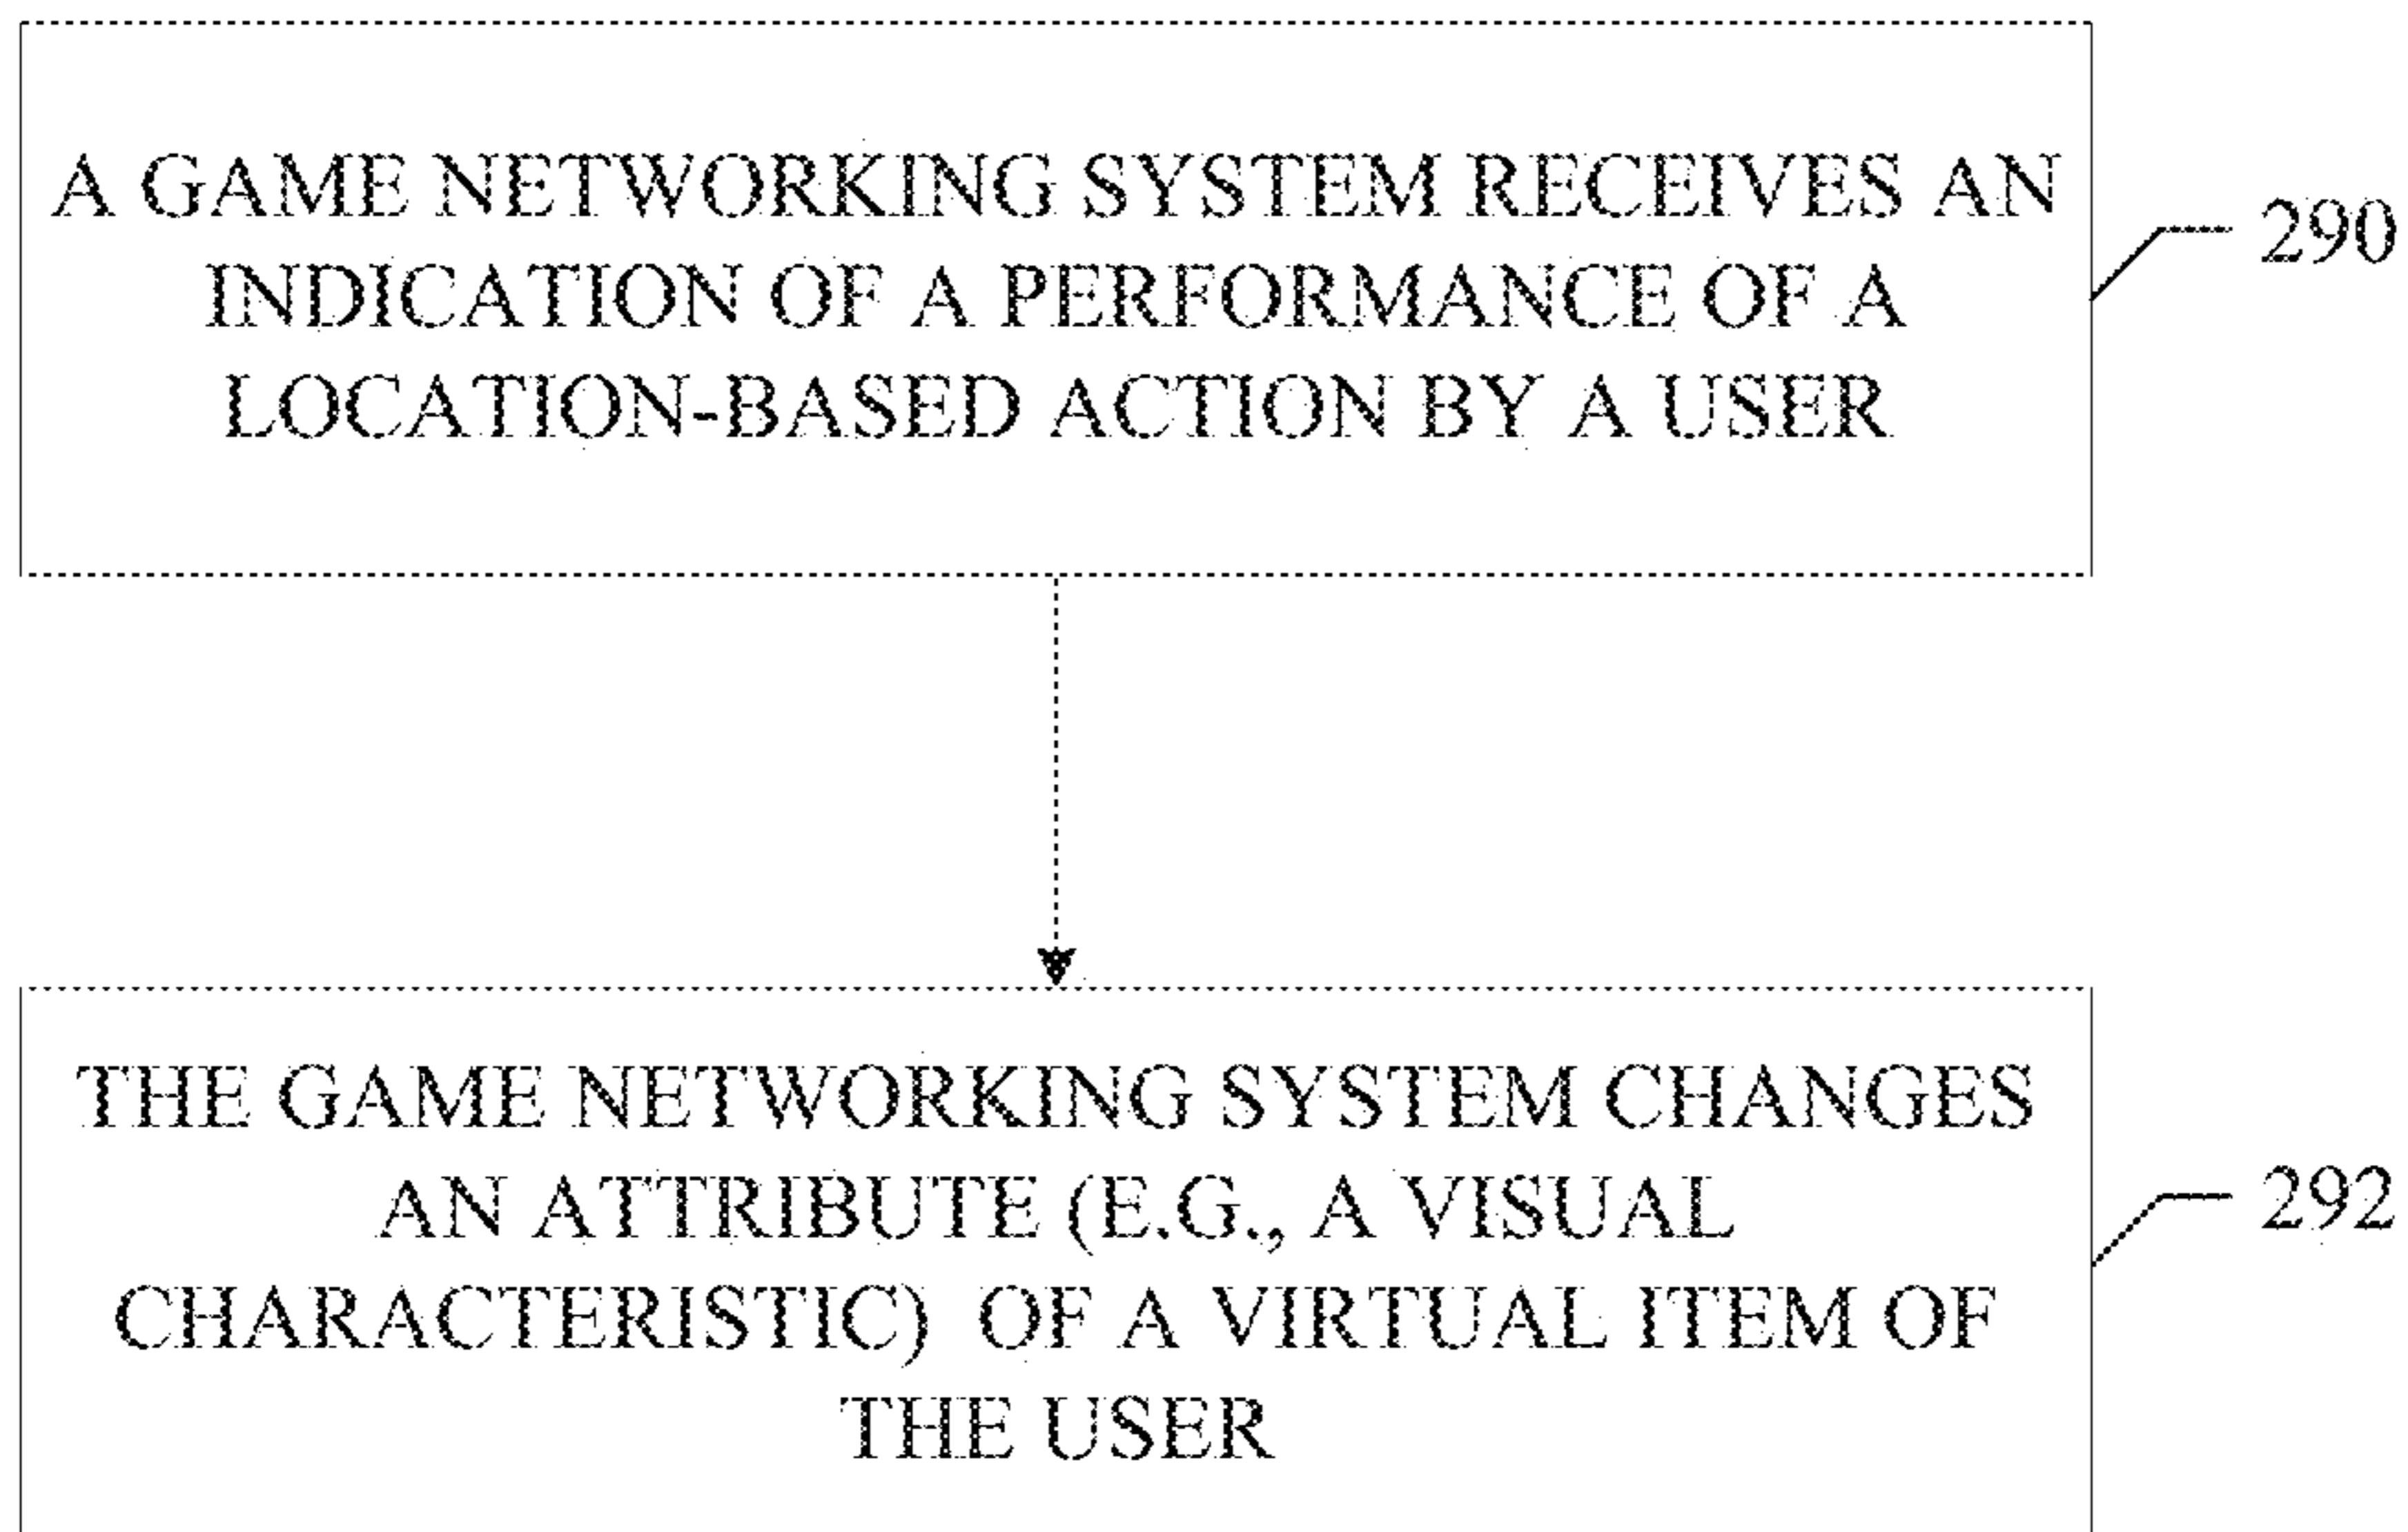 A GAME NETWORKING SYSTEM RECEIVES AN
INDICATION OF A PERFORMANCE OF A
LOCATION-BASED ACTION BY A USER
290
THE GAME NETWORKING SYSTEM CHANGES
AN ATTRIBUTE (E.G., A VISUAL
CHARACTERISTIC) OF A VIRTUAL ITEM OF
THE USER
292